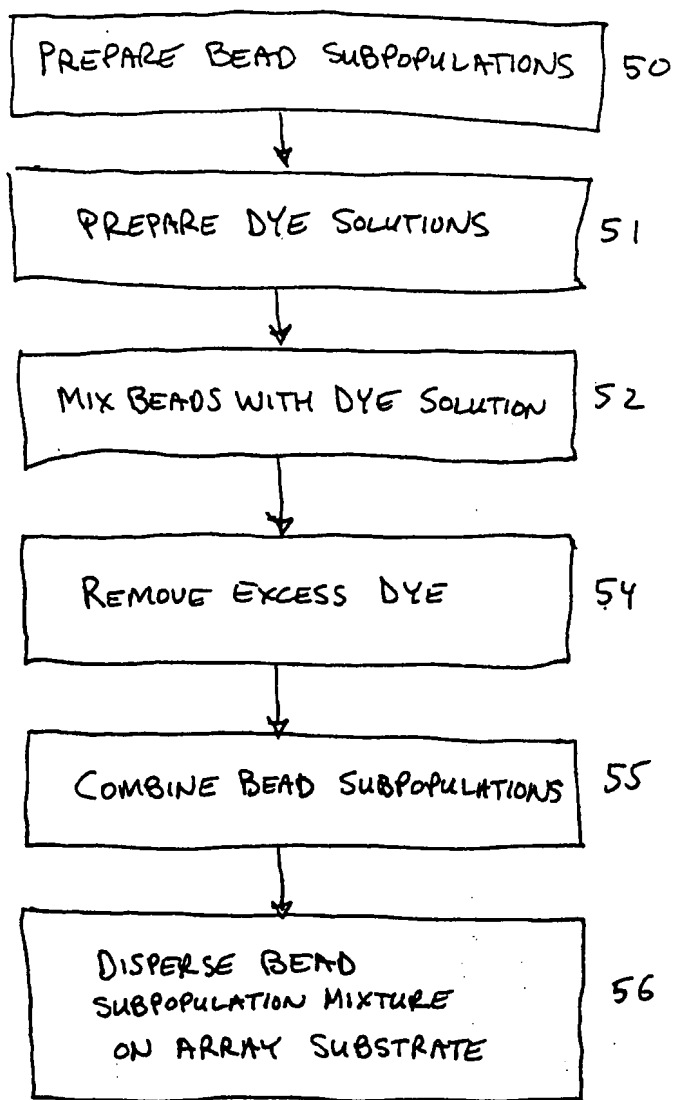 PREPARE BEAD SUBPOPULATIONS 50
PREPARE DYE SOLUTIONS 51
MIX BEADS WITH DYE SOLUTION 52
REMOVE EXCESS DYE 54
COMBINE BEAD SUBPOPULATIONS 55
DISPERSE BEAD
SUBPOPULATION MIXTURE 56
ON ARRAY SUBSTRATE